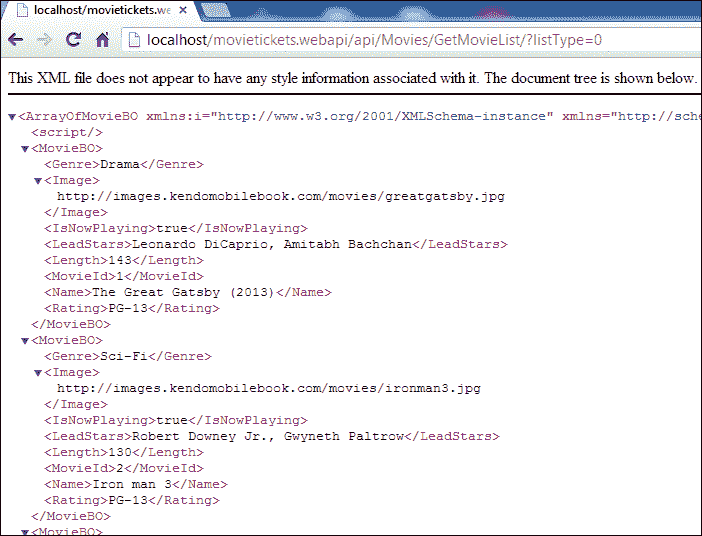 localhost/movietickets.we
localhost/movietickets.webapi/api/Movies/GetMovieList/?listType=0
This XML file does not appear to have any style information associated with it. The document tree is shown below.
▼<ArrayOfMovieBO xmlns:i="http://www.w3.org/2001/XMLSchema-instance" xmlns="http://sche
<script/>
▼<MovieBO>
<Genre>Drama</Genre>
▼<Image>
http://images.kendomobilebook.com/movies/greatgatsby.jpg
</Image>
<IsNowPlaying>true</IsNowPlaying>
<LeadStars>Leonardo DiCaprio, Amitabh Bachchan</LeadStars>
<Length>143</Length>
<MovieId>1</MovieId>
<Name>The Great Gatsby (2013)</Name>
<Rating>PG-13</Rating>
</MovieBO>
▼<MovieBO>
<Genre>Sci-Fi</Genre>
▼<Image>
http://images.kendomobilebook.com/movies/ironman3.jpg
</Image>
<IsNowPlaying>true</IsNowPlaying>
<LeadStars>Robert Downey Jr., Gwyneth Paltrow</LeadStars>
<Length>130</Length>
<MovieId>2</MovieId>
<Name>Iron man 3</Name>
<Rating>PG-13</Rating>
</MovieBO>
▼<MovieBO>